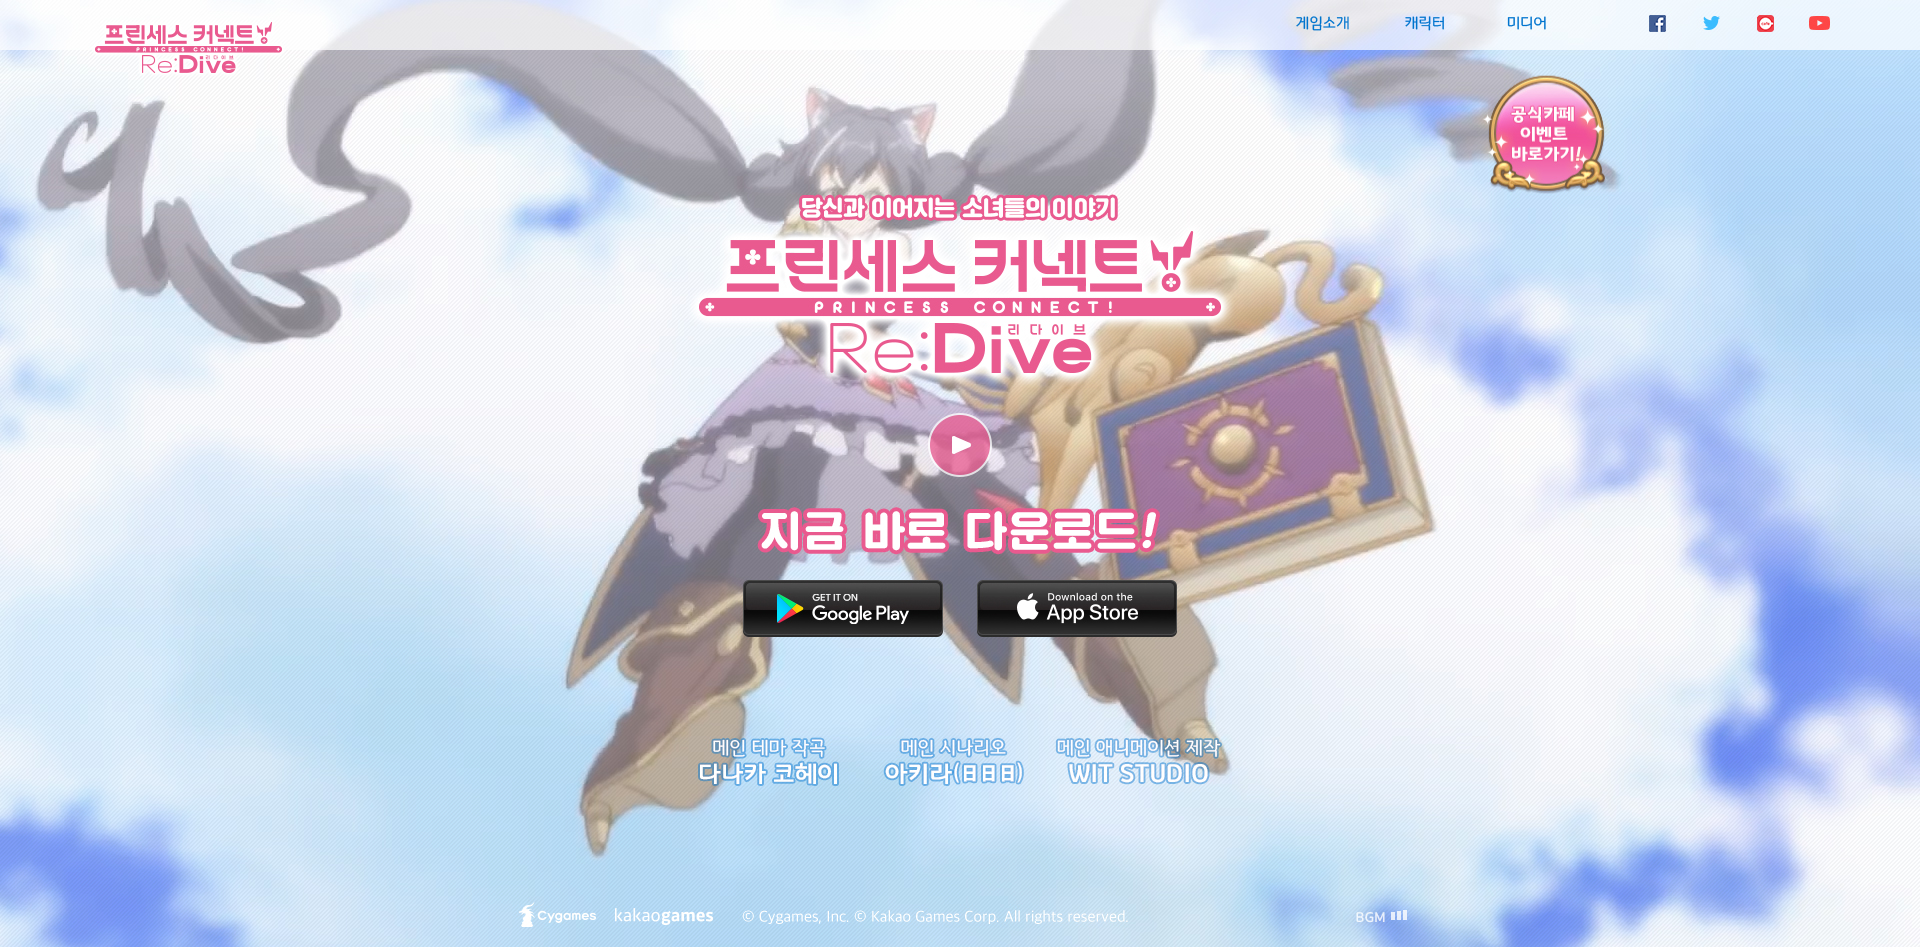 프린세스 커넥트!
PRINCESS CONNECT!
리다이브
Re:Dive
게임소개
캐릭터
미디어
공식카페
이벤트
바로가기!
당신과 이어지는 소녀들의 이야기
프린세스 커넥트!
PRINCESS CONNECT!
리다이브
Re:Dive
지금 바로 다운로드!
GET IT ON
Google Play
Download on the
App Store
메인 테마 작곡
다나카 코헤이
메인 시나리오
아키라(日日日)
메인 애니메이션 제작
WIT STUDIO
Cygames
kakaogames
© Cygames, Inc. © Kakao Games Corp. All rights reserved.
BGM